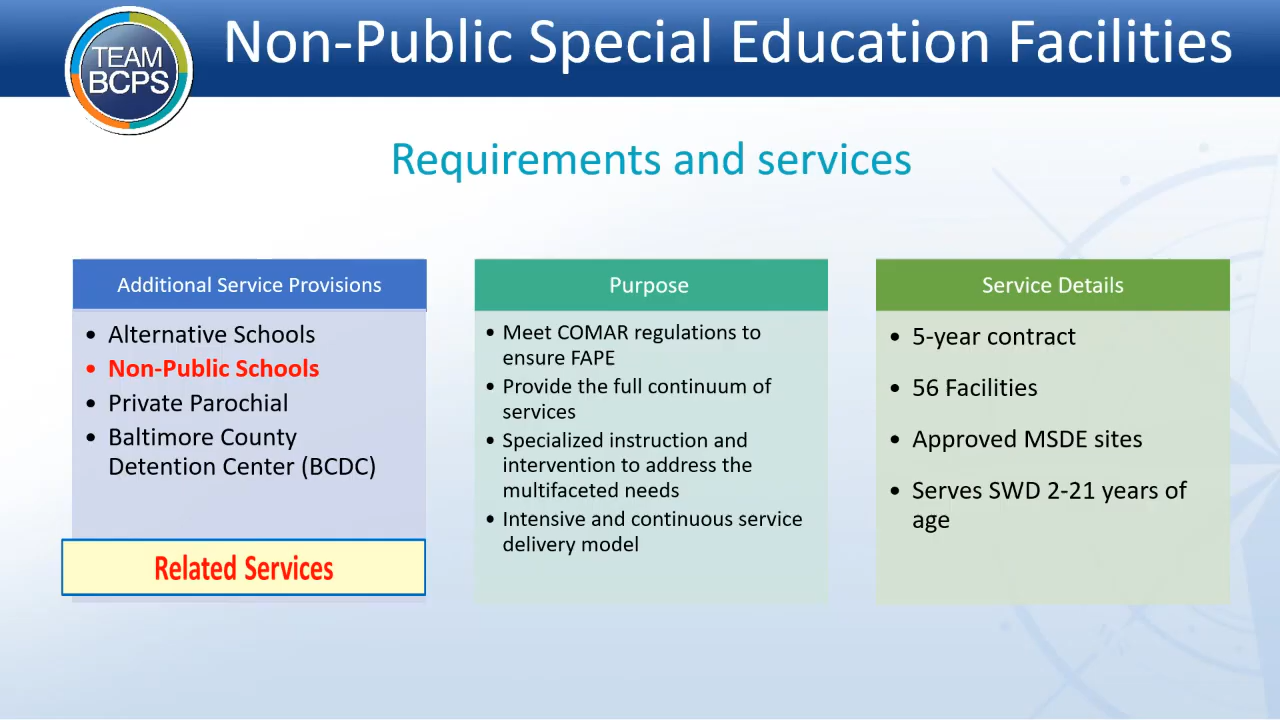 TEAM
BCPS
Non-Public Special Education Facilities
Requirements and services
Additional Service Provisions
• Alternative Schools
• Non-Public Schools
• Private Parochial
• Baltimore County
Detention Center (BCDC)
Related Services
Purpose
• Meet COMAR regulations to
ensure FAPE
• Provide the full continuum of
services
• Specialized instruction and
intervention to address the
multifaceted needs
• Intensive and continuous service
delivery model
Service Details
• 5-year contract
• 56 Facilities
• Approved MSDE sites
• Serves SWD 2-21 years of
age